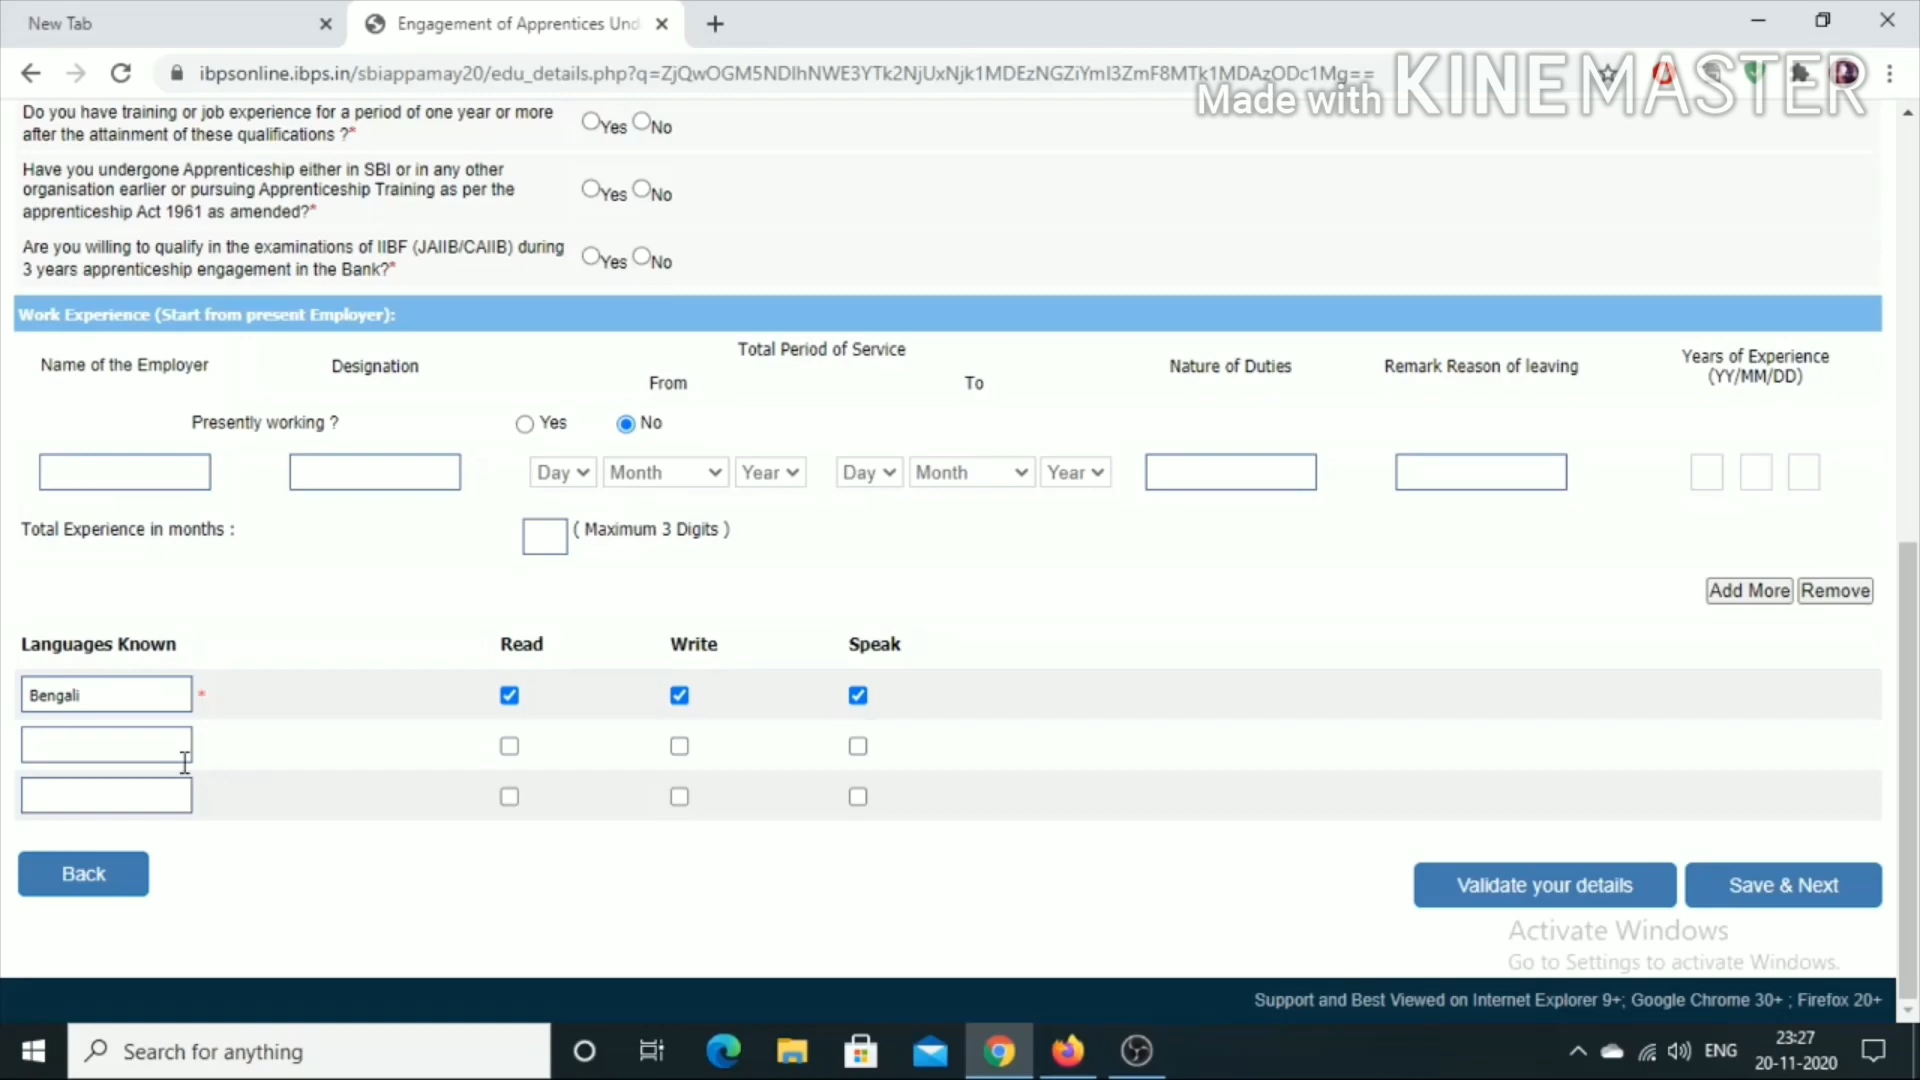 New Tab
Engagement of Apprentices Und
ibpsonline.ibps.in/sbiappamay20/edu_details.php?q=ZjQwOGM5NDlhNWE3YTk2NjUxNjk1MDEzNGZiYmI3ZmF8MTk1MDAzODc1Mg==
Made with KINEMASTER
Do you have training or job experience for a period of one year or more
after the attainment of these qualifications ?*
Yes No
Have you undergone Apprenticeship either in SBI or in any other
organisation earlier or pursuing Apprenticeship Training as per the
apprenticeship Act 1961 as amended?*
Yes No
Are you willing to qualify in the examinations of IIBF (JAIIB/CAIIB) during
3 years apprenticeship engagement in the Bank?*
Yes No
Work Experience (Start from present Employer):
Name of the Employer
Designation
Total Period of Service
From
To
Nature of Duties
Remark Reason of leaving
Years of Experience
(YY/MM/DD)
Presently working ?
Yes No
Day Month Year Day Month Year
Total Experience in months :
( Maximum 3 Digits )
Add More Remove
Languages Known Read Write Speak
Bengali *
Back
Validate your details
Save & Next
Activate Windows
Go to Settings to activate Windows.
Support and Best Viewed on Internet Explorer 9+; Google Chrome 30+ ; Firefox 20+
Search for anything
ENG
23:27
20-11-2020